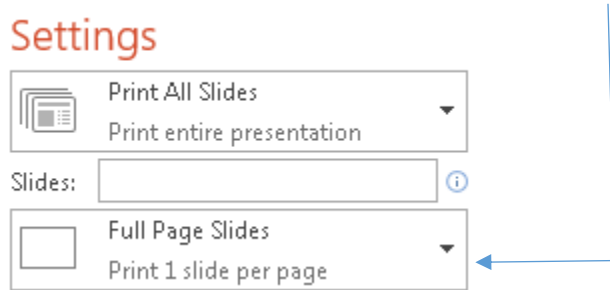 Settings
Print All Slides
Print entire presentation
Slides:
Full Page Slides
Print 1 slide per page